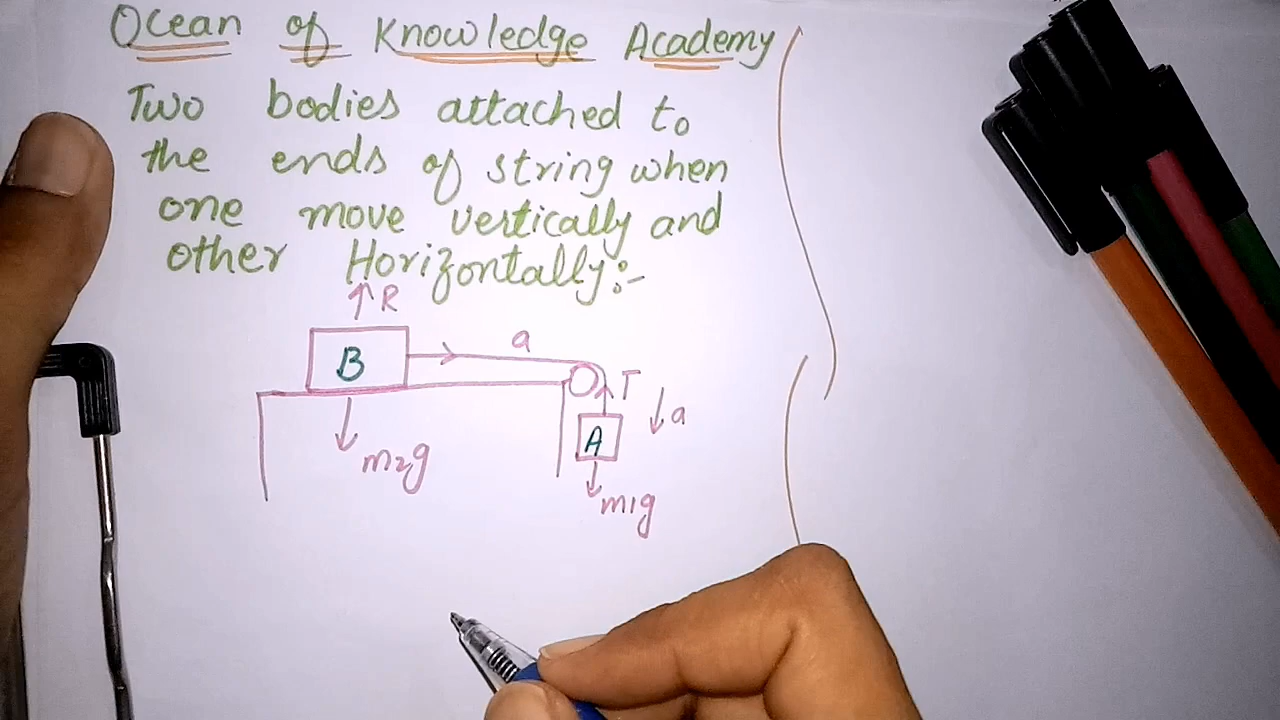 Ocean of Knowledge Academy
Two bodies attached to
the ends of string when
one move vertically and
other Horizontally:-
R
B
a
T
a
A
m2g
m1g